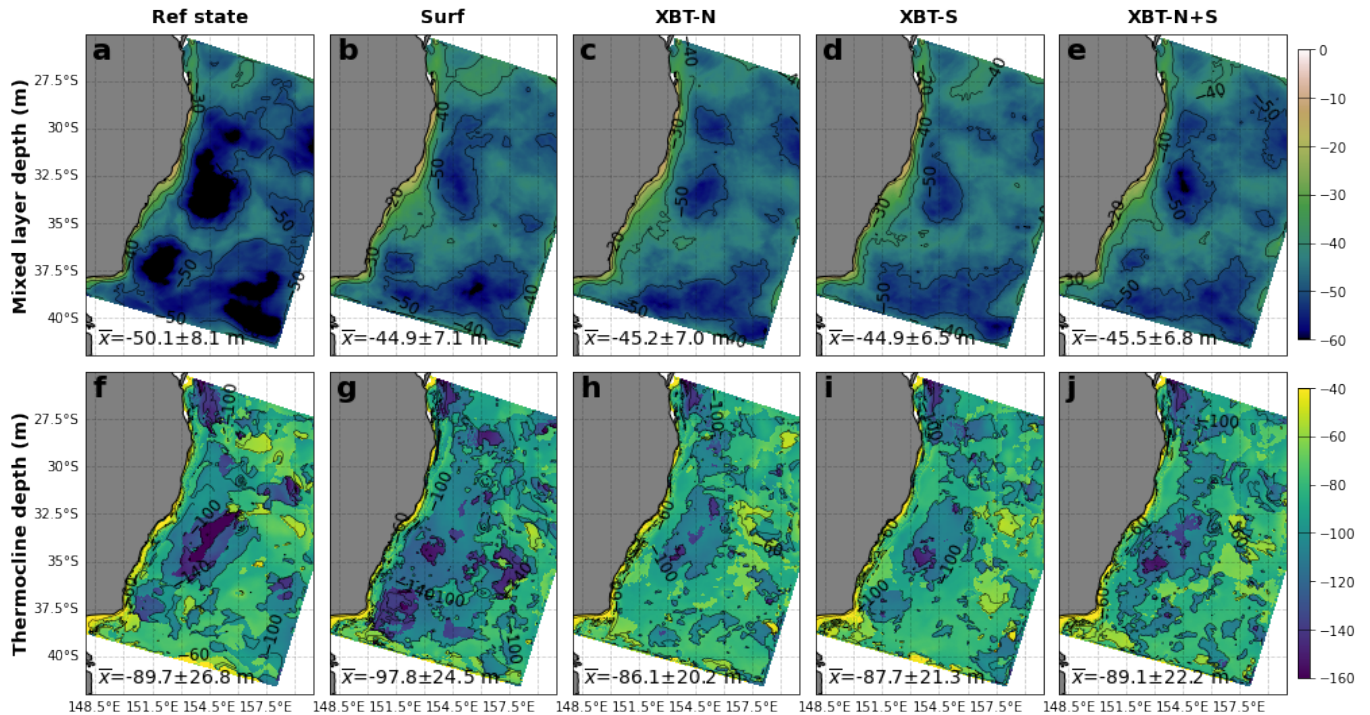 Ref state Surf XBT-N XBT-S XBT-N+S
Mixed layer depth (m)
a b c d e
27.5°S
30°S
32.5°S
35°S
37.5°S
40°S
x̅=-50.1±8.1 m x̅=-44.9±7.1 m x̅=-45.2±7.0 m x̅=-44.9±6.5 m x̅=-45.5±6.8 m
0
−10
−20
−30
−40
−50
−60
Thermocline depth (m)
f g h i j
27.5°S
30°S
32.5°S
35°S
37.5°S
40°S
x̅=-89.7±26.8 m x̅=-97.8±24.5 m x̅=-86.1±20.2 m x̅=-87.7±21.3 m x̅=-89.1±22.2 m
−40
−60
−80
−100
−120
−140
−160
148.5°E 151.5°E 154.5°E 157.5°E 148.5°E 151.5°E 154.5°E 157.5°E 148.5°E 151.5°E 154.5°E 157.5°E 148.5°E 151.5°E 154.5°E 157.5°E 148.5°E 151.5°E 154.5°E 157.5°E